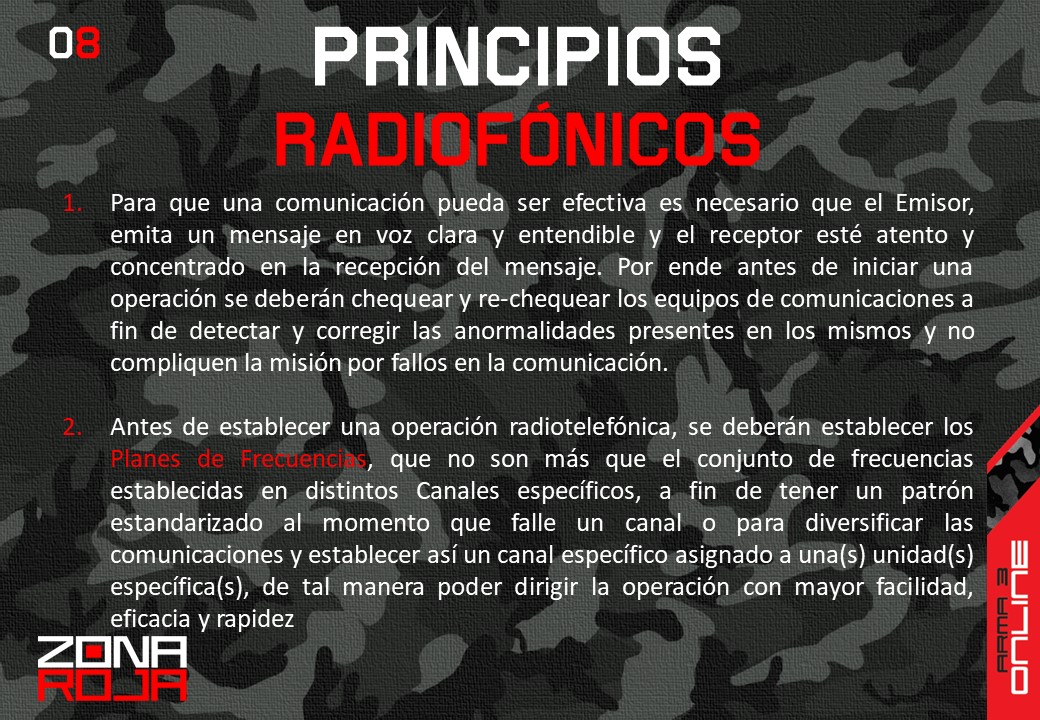 08
PRINCIPIOS
RADIOFÓNICOS
1. Para que una comunicación pueda ser efectiva es necesario que el Emisor,
emita un mensaje en voz clara y entendible y el receptor esté atento y
concentrado en la recepción del mensaje. Por ende antes de iniciar una
operación se deberán chequear y re-chequear los equipos de comunicaciones a
fin de detectar y corregir las anormalidades presentes en los mismos y no
compliquen la misión por fallos en la comunicación.
2. Antes de establecer una operación radiotelefónica, se deberán establecer los
Planes de Frecuencias, que no son más que el conjunto de frecuencias
establecidas en distintos Canales específicos, a fin de tener un patrón
estandarizado al momento que falle un canal o para diversificar las
comunicaciones y establecer así un canal específico asignado a una(s) unidad(s)
específica(s), de tal manera poder dirigir la operación con mayor facilidad,
eficacia y rapidez
ZONA
ROJA
ARMA 3
ONLINE